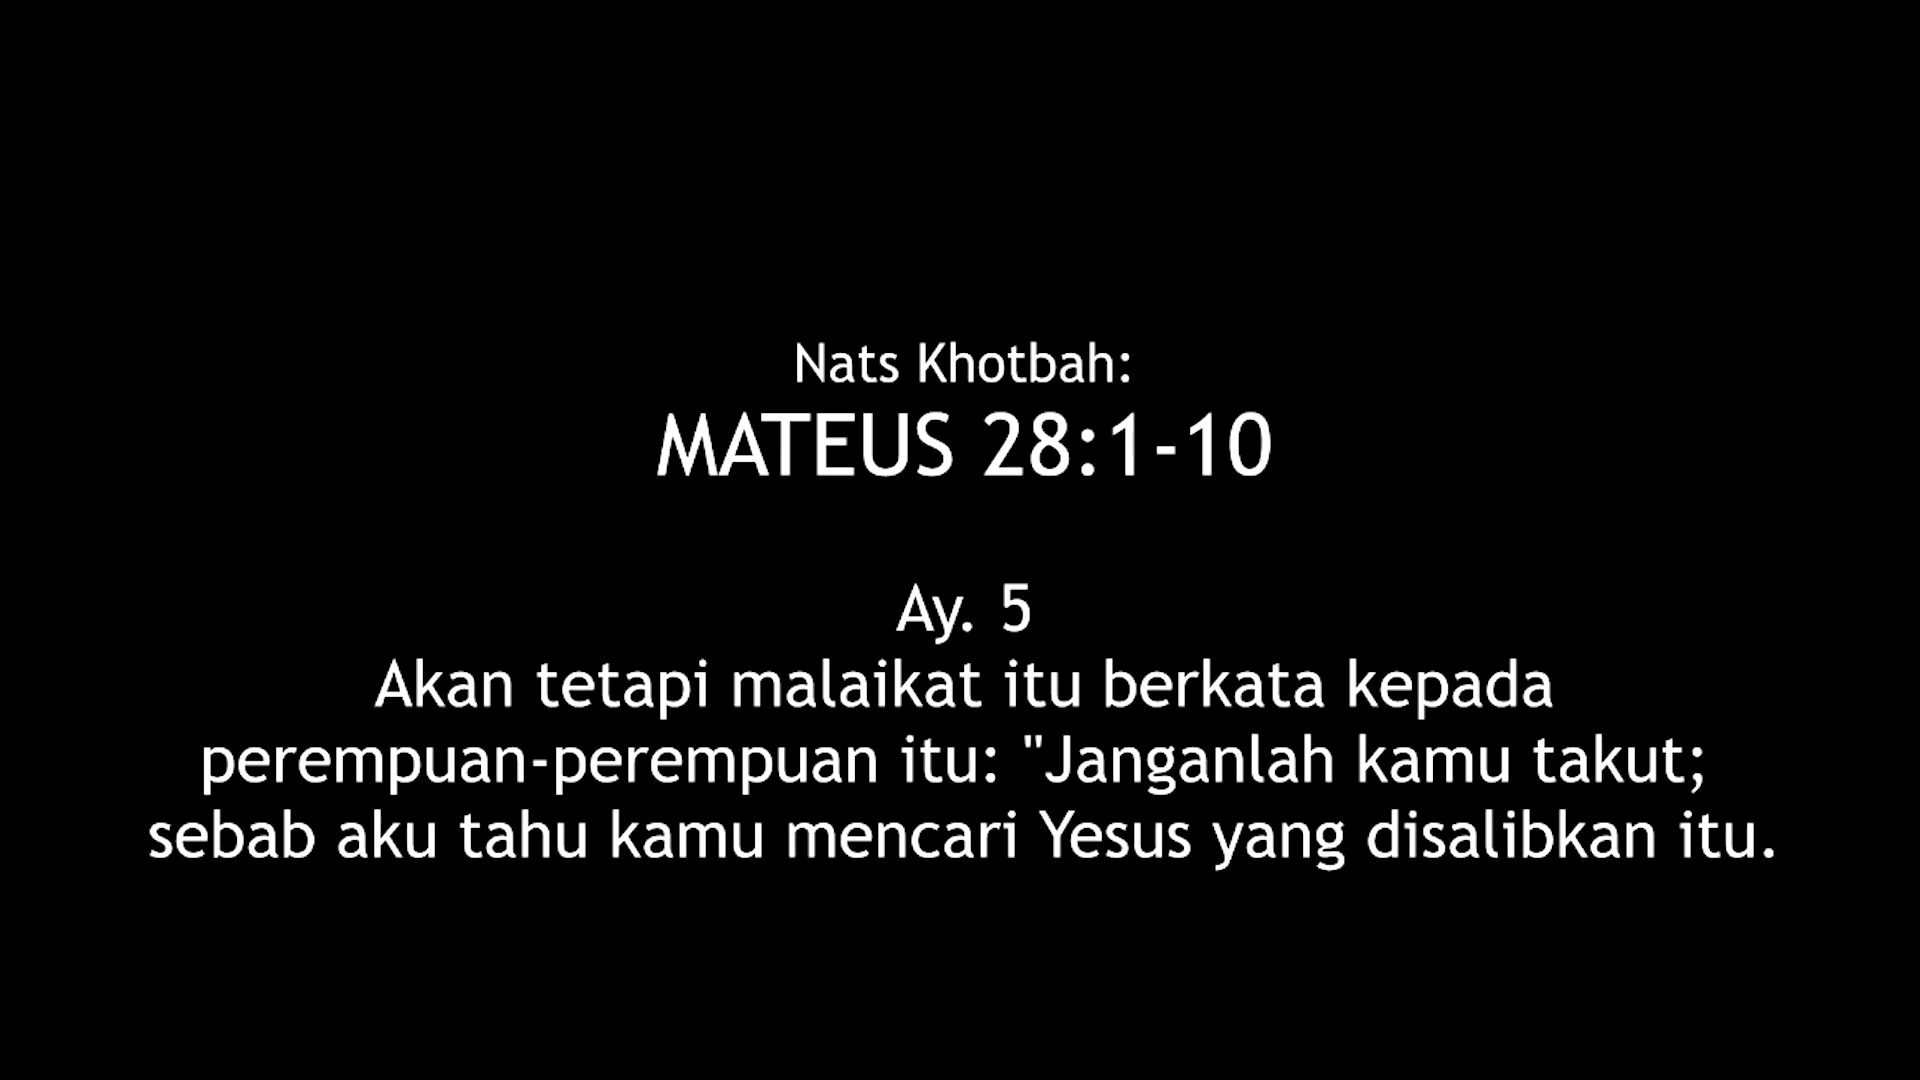 Nats Khotbah:
MATEUS 28:1-10
Ay. 5
Akan tetapi malaikat itu berkata kepada
perempuan-perempuan itu: "Janganlah kamu takut;
sebab aku tahu kamu mencari Yesus yang disalibkan itu.